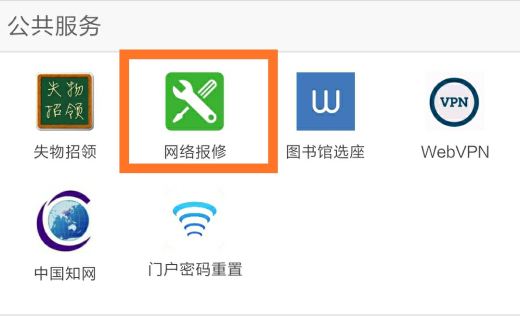 公共服务
失物
招领
W
VPN
失物招领
网络报修
图书馆选座
WebVPN
中国知网
门户密码重置